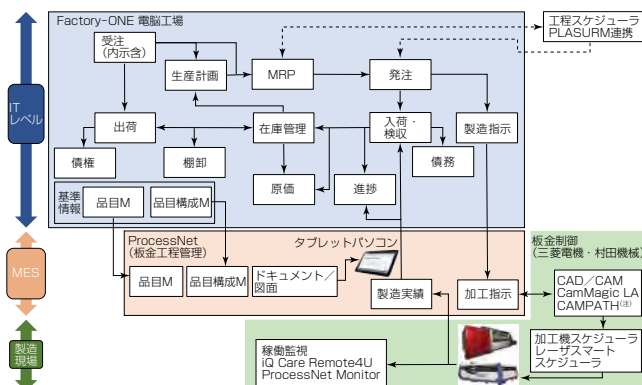 Factory-ONE 電脳工場
受注
(内示含)
生産計画
MRP
発注
工程スケジューラ
PLASURM連携
IT
レベル
出荷
在庫管理
入荷・
検収
製造指示
債権
棚卸
債務
原価
進捗
基準
情報
品目M
品目構成M
ProcessNet
(板金工程管理)
タブレットパソコン
板金制御
(三菱電機・村田機械)
MES
品目M
品目構成M
ドキュメント/
図面
製造実績
加工指示
CAD/CAM
CamMagic LA
CAMPATH(注)
製造
現場
稼働監視
iQ Care Remote4U
ProcessNet Monitor
加工機スケジューラ
レーザスマート
スケジューラ